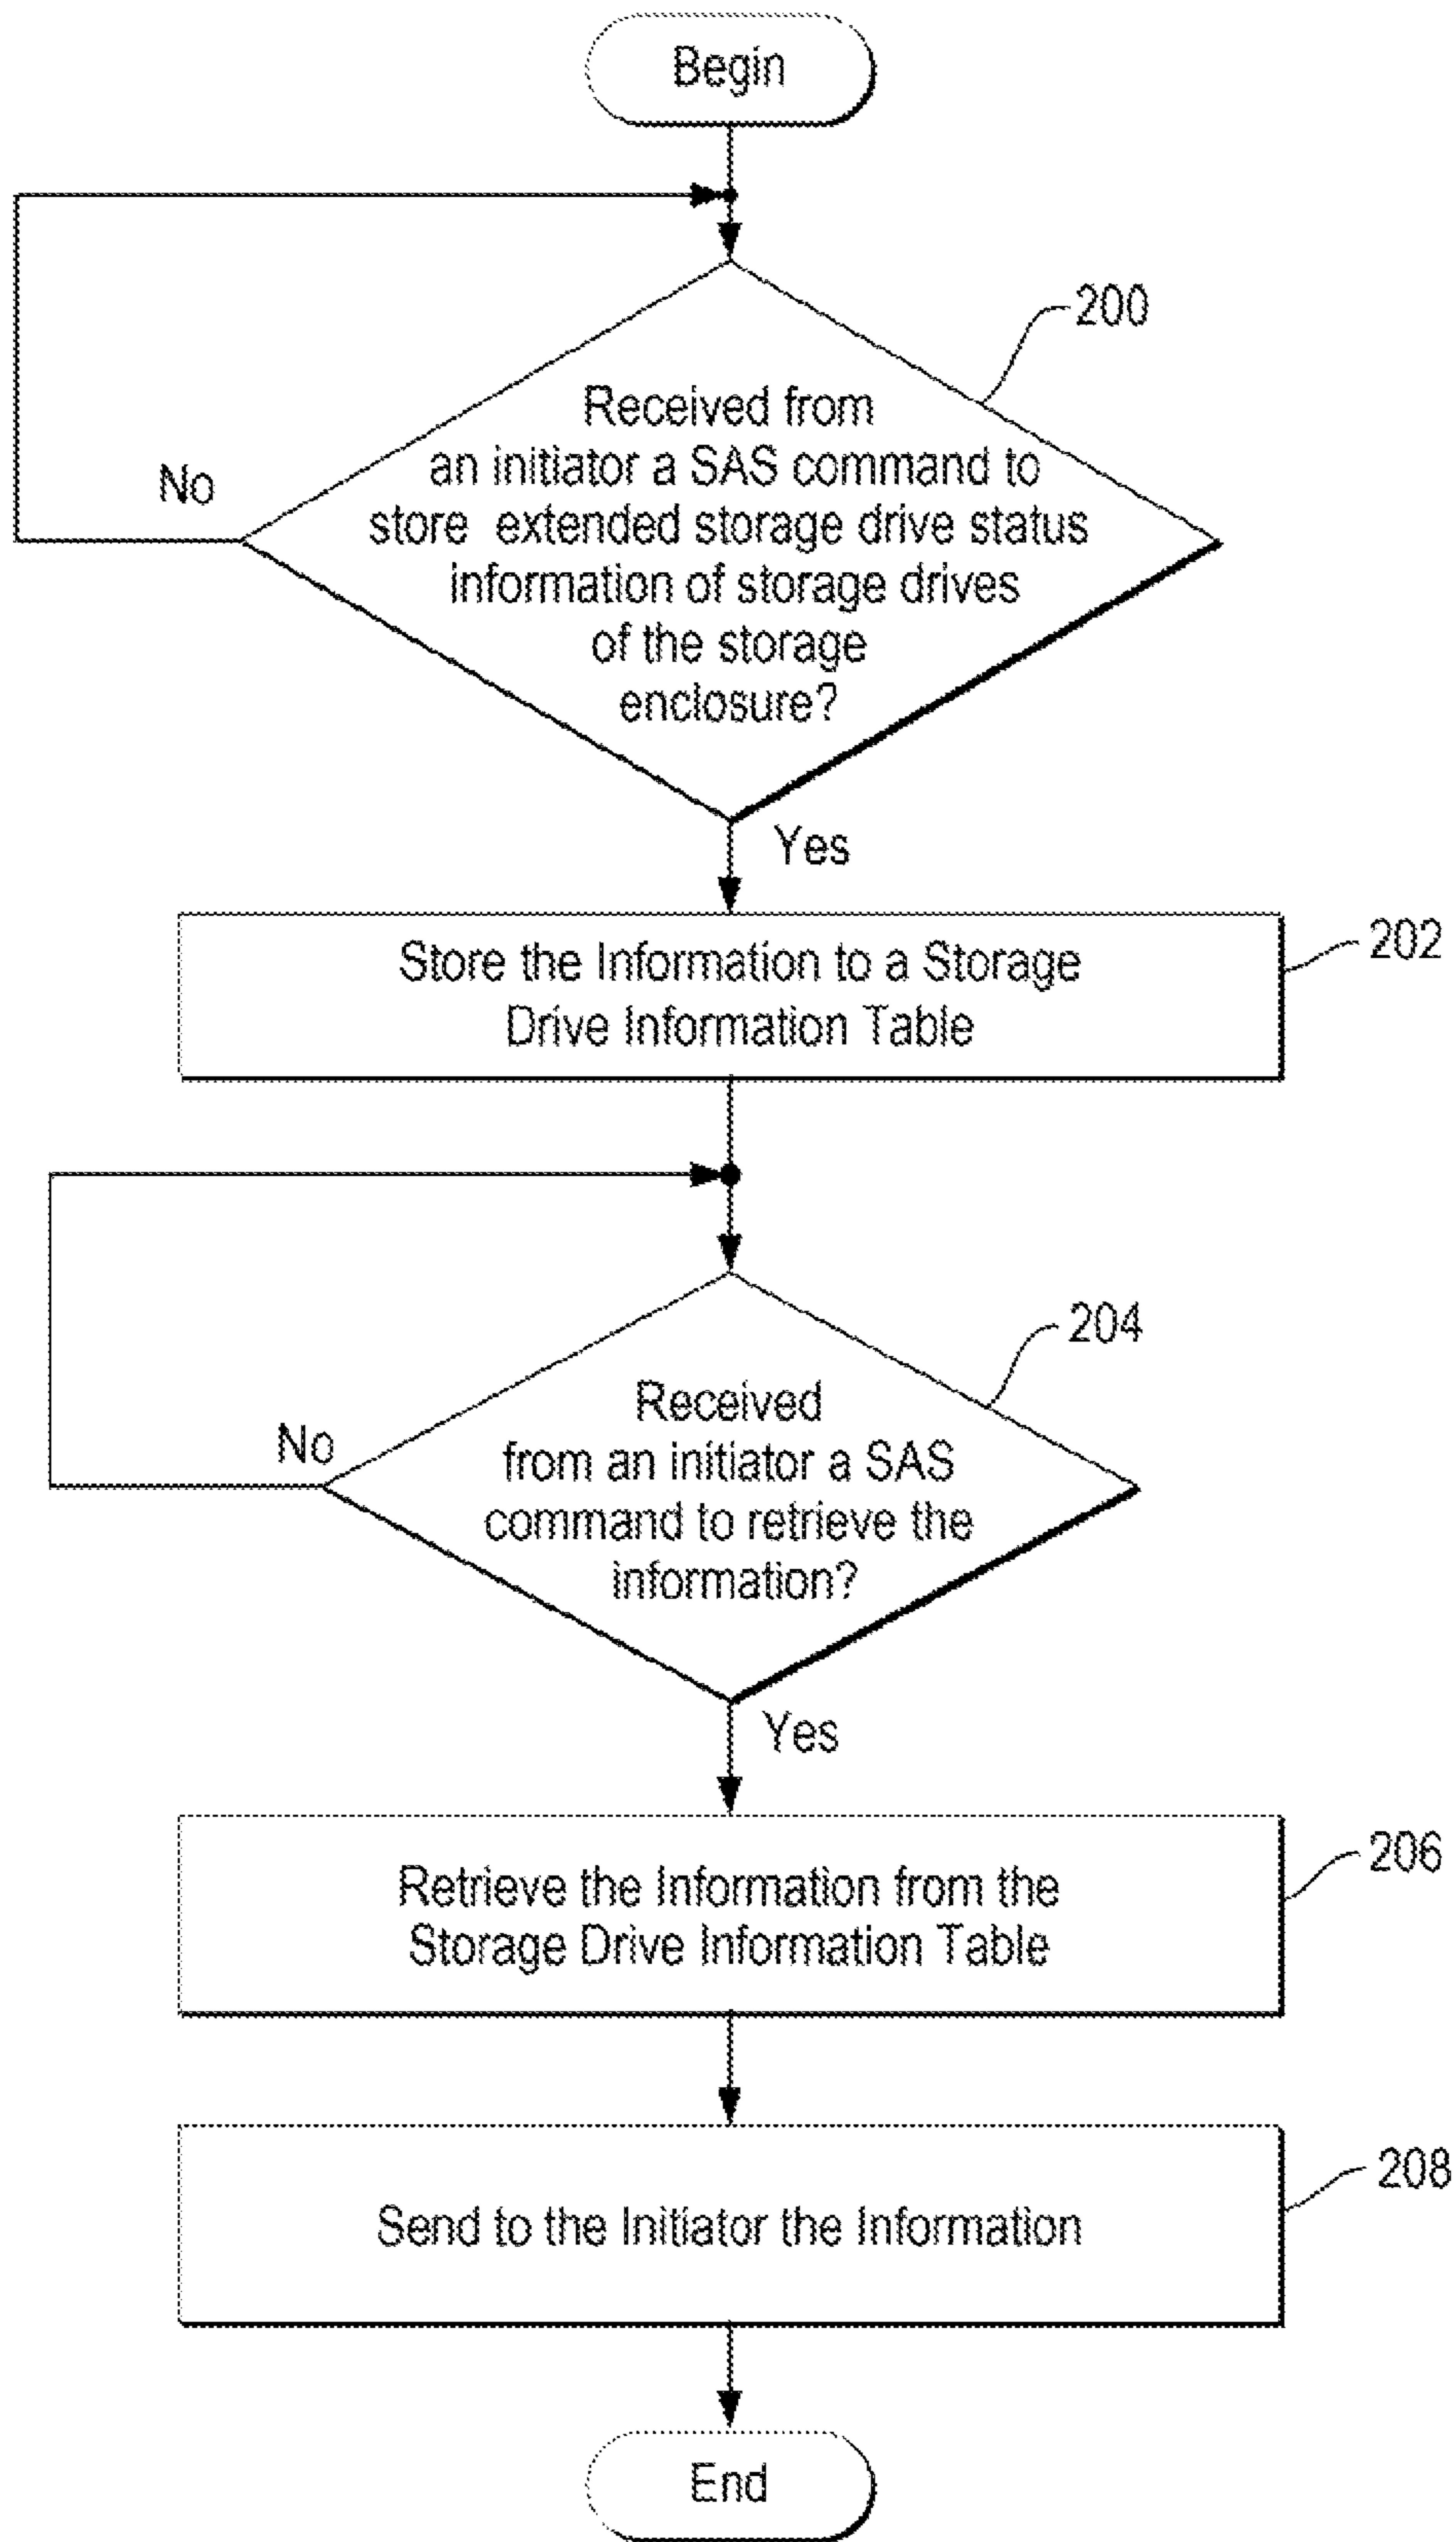 Begin
200
Received from
an initiator a SAS command to
store extended storage drive status
information of storage drives
of the storage
enclosure?
No
Yes
202
Store the Information to a Storage
Drive Information Table
204
Received
from an initiator a SAS
command to retrieve the
information?
No
Yes
206
Retrieve the Information from the
Storage Drive Information Table
208
Send to the Initiator the Information
End